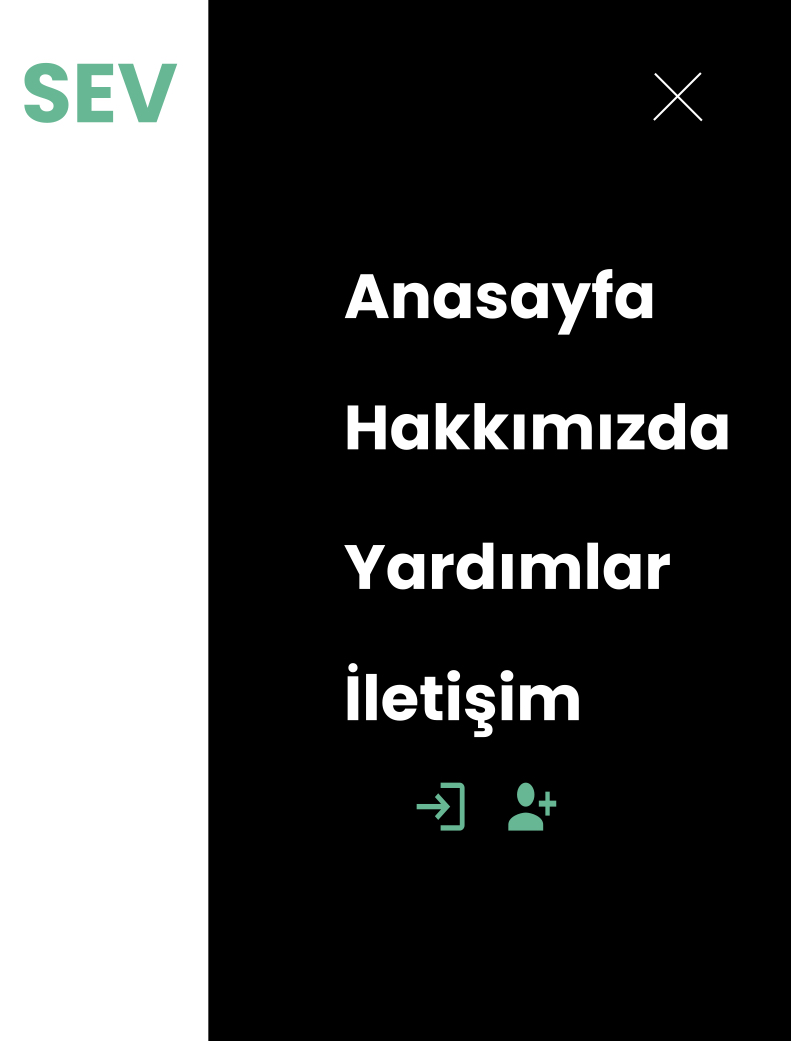 SEV
Anasayfa
Hakkımızda
Yardımlar
İletişim